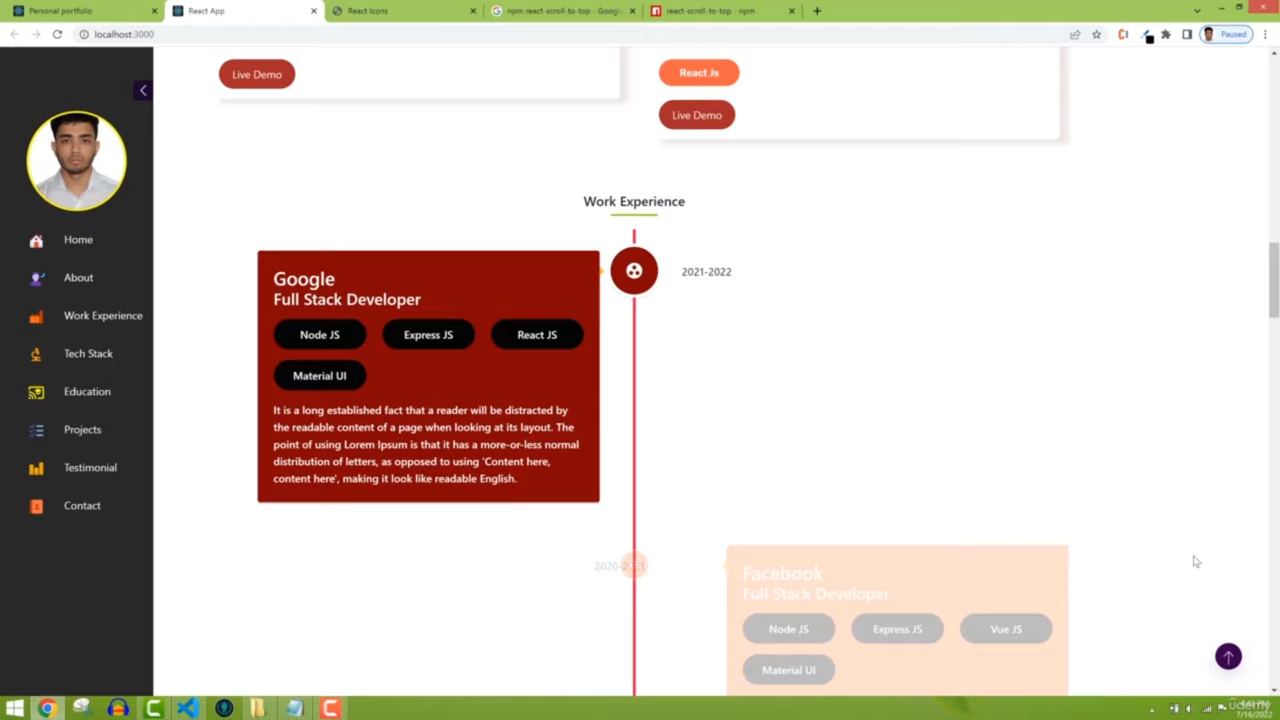 Personal portfolio
React App
React Icons
npm react-scroll-to-top - Google
react-scroll-to-top - npm
localhost:3000
Paused
Live Demo
React Js
Live Demo
Work Experience
Home
About
Work Experience
Tech Stack
Education
Projects
Testimonial
Contact
Google
Full Stack Developer
Node JS
Express JS
React JS
Material UI
It is a long established fact that a reader will be distracted by
the readable content of a page when looking at its layout. The
point of using Lorem Ipsum is that it has a more-or-less normal
distribution of letters, as opposed to using 'Content here,
content here', making it look like readable English.
2021-2022
2020-2021
Facebook
Full Stack Developer
Node JS
Express JS
Vue JS
Material UI
udemy
7/16/2022